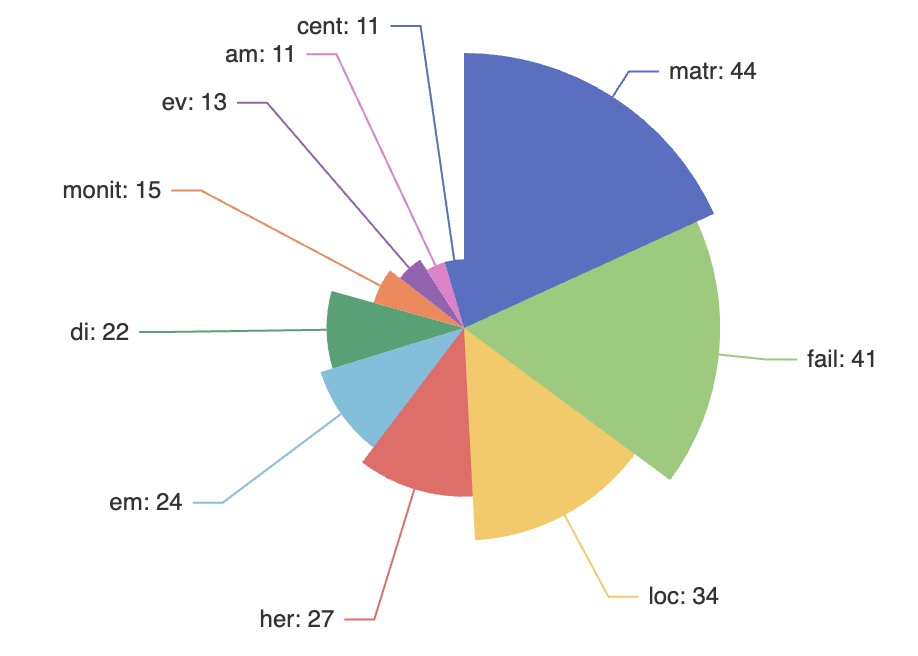 cent: 11
am: 11
matr: 44
ev: 13
monit: 15
di: 22
fail: 41
em: 24
loc: 34
her: 27